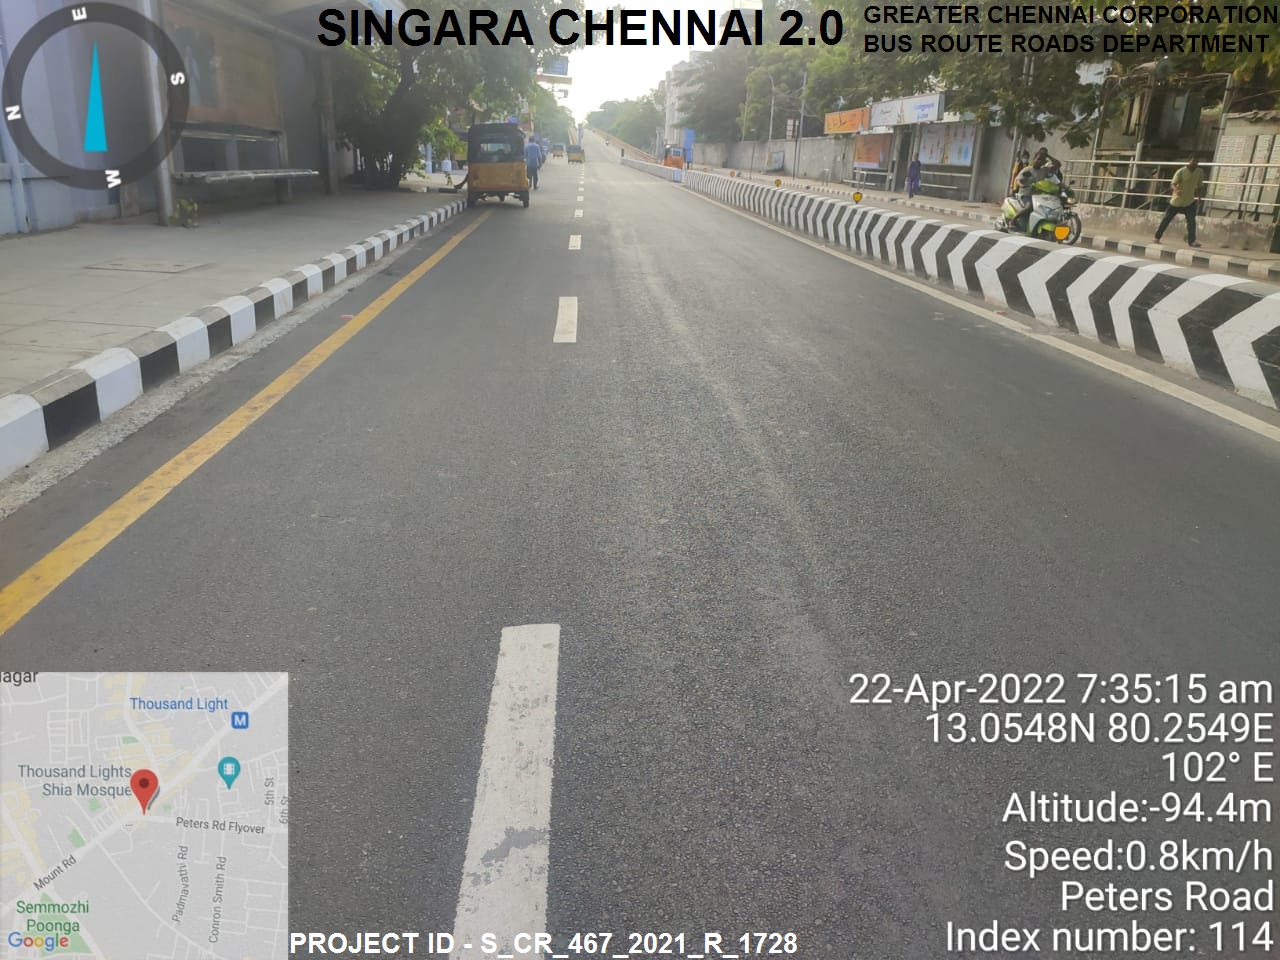 SINGARA CHENNAI 2.0
GREATER CHENNAI CORPORATION
BUS ROUTE ROADS DEPARTMENT
E
S
N
W
22-Apr-2022 7:35:15 am
13.0548N 80.2549E
102° E
Altitude:-94.4m
Speed:0.8km/h
Peters Road
Index number: 114
agar
Thousand Light
M
Thousand Lights
Shia Mosque
5th St
6th St
Peters Rd Flyover
Mount Rd
Padmavathi Rd
Conron Smith Rd
Semmozhi
Poonga
Google
PROJECT ID - S_CR_467_2021_R_1728